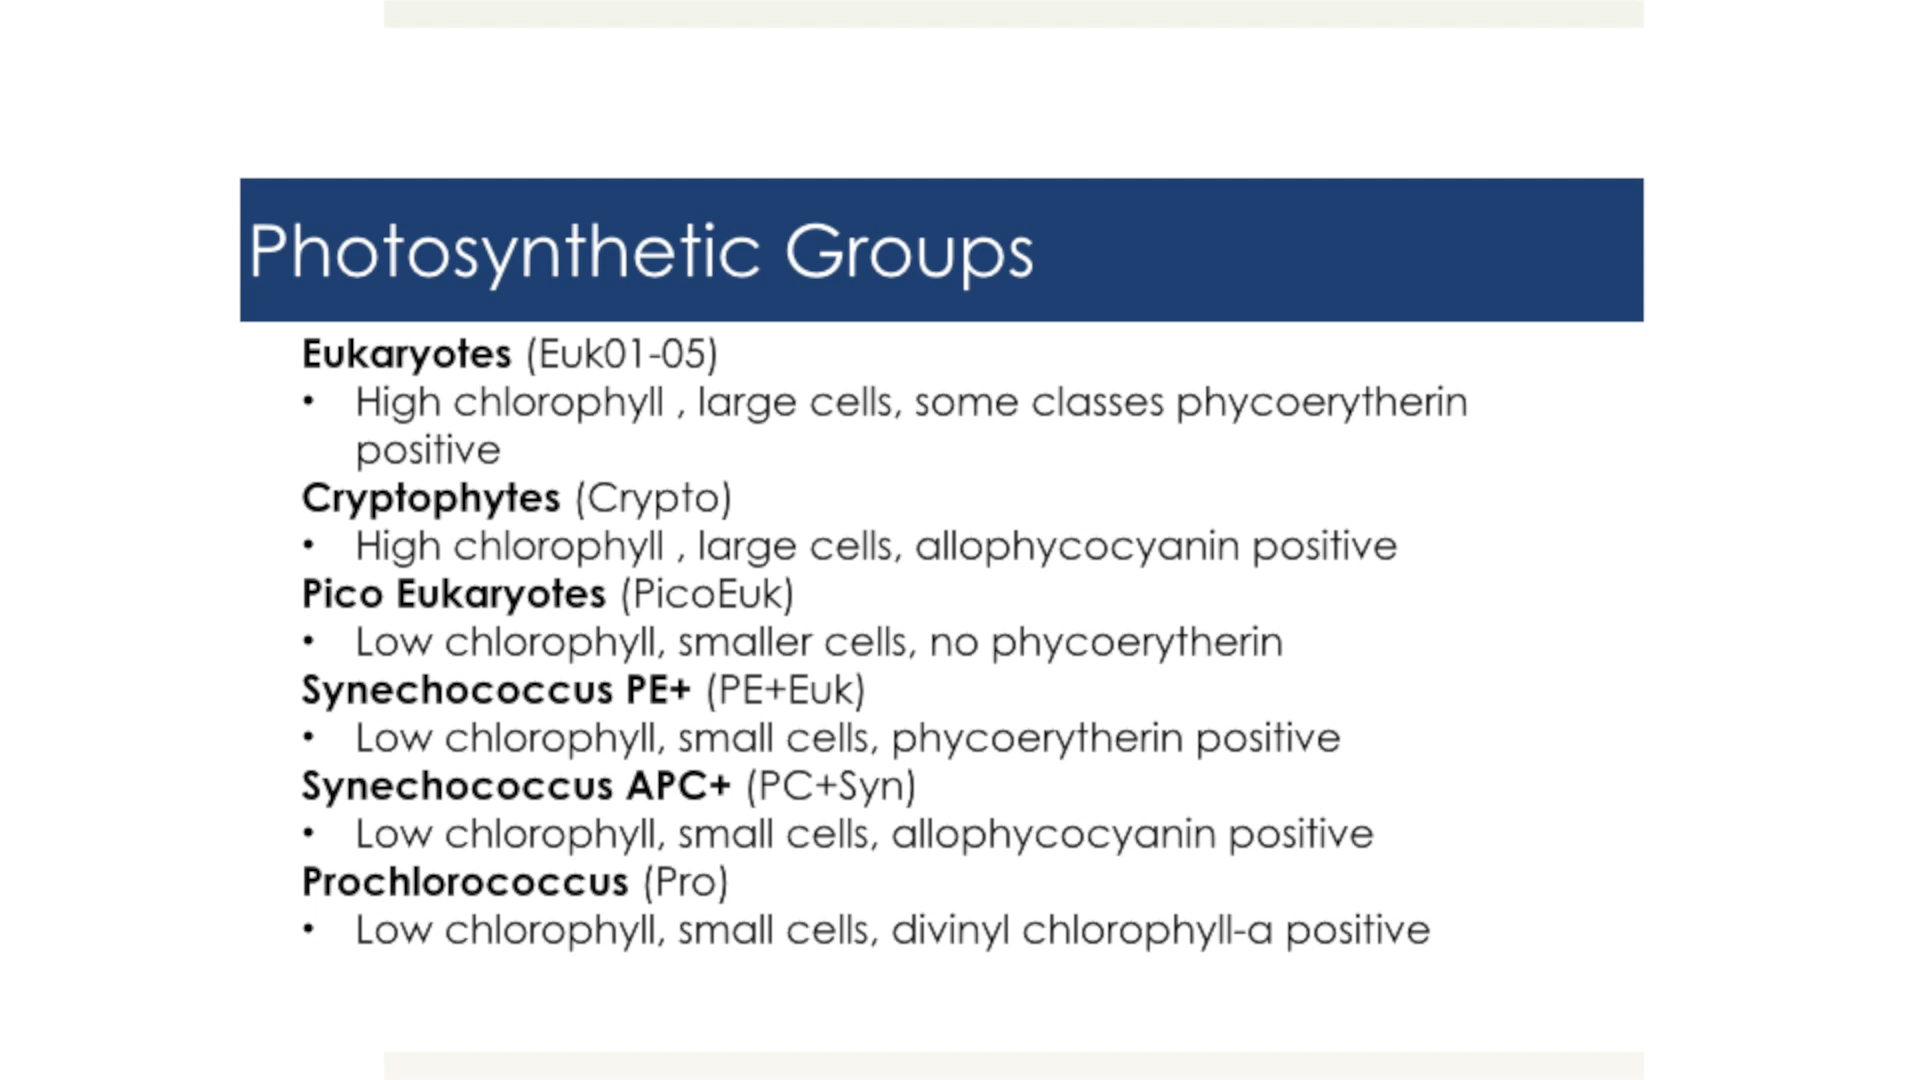 Photosynthetic Groups
Eukaryotes (Euk01-05)
• High chlorophyll , large cells, some classes phycoerytherin
positive
Cryptophytes (Crypto)
• High chlorophyll , large cells, allophycocyanin positive
Pico Eukaryotes (PicoEuk)
• Low chlorophyll, smaller cells, no phycoerytherin
Synechococcus PE+ (PE+Euk)
• Low chlorophyll, small cells, phycoerytherin positive
Synechococcus APC+ (PC+Syn)
• Low chlorophyll, small cells, allophycocyanin positive
Prochlorococcus (Pro)
• Low chlorophyll, small cells, divinyl chlorophyll-a positive